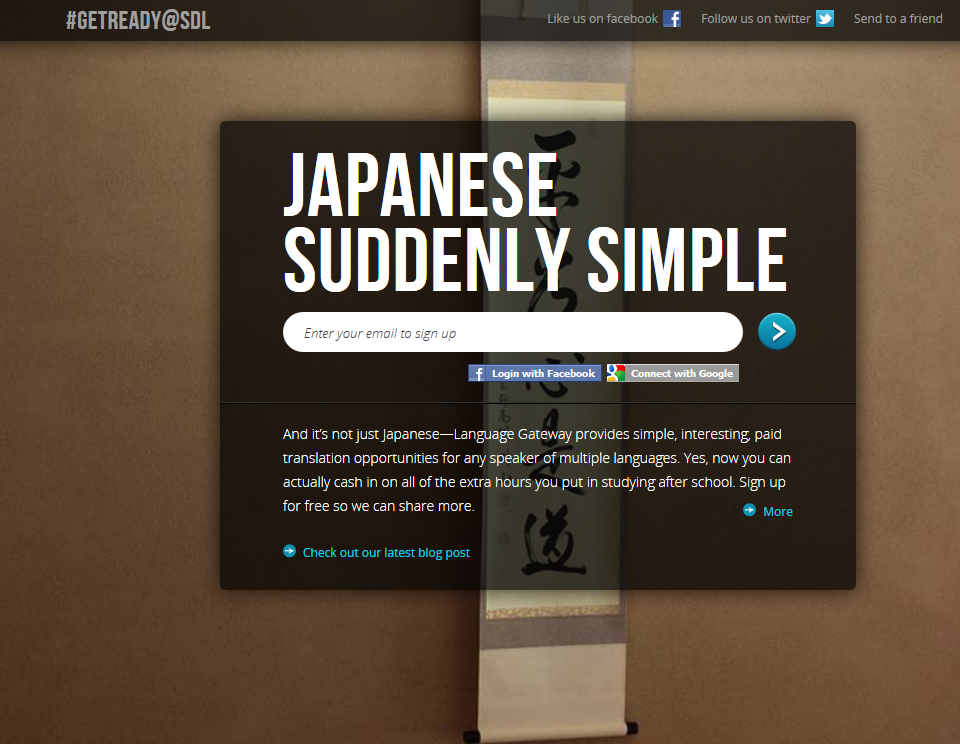 #GETREADY@SDL
Like us on facebook
Follow us on twitter
Send to a friend
JAPANESE
SUDDENLY SIMPLE
Enter your email to sign up
Login with Facebook
Connect with Google
And it's not just Japanese—Language Gateway provides simple, interesting, paid
translation opportunities for any speaker of multiple languages. Yes, now you can
actually cash in on all of the extra hours you put in studying after school. Sign up
for free so we can share more.
More
Check out our latest blog post
道